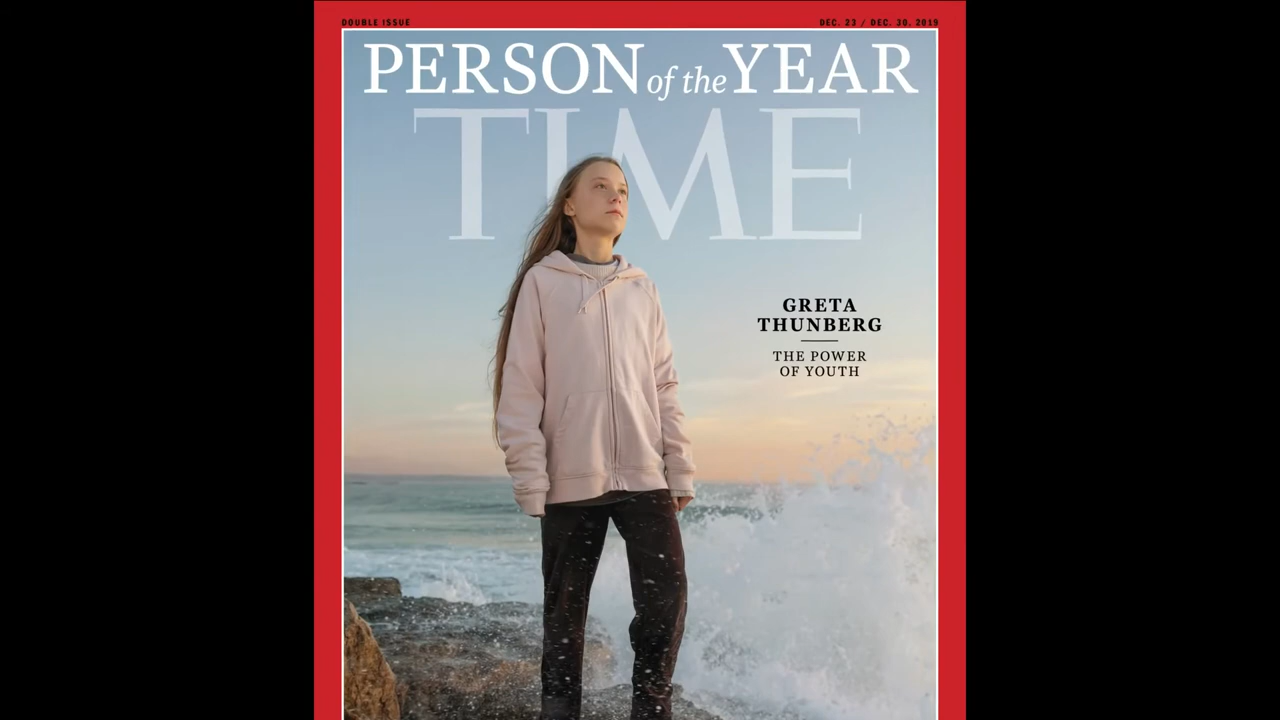 DOUBLE ISSUE DEC. 23 / DEC. 30, 2019
PERSON of the YEAR
TIME
GRETA
THUNBERG
THE POWER
OF YOUTH